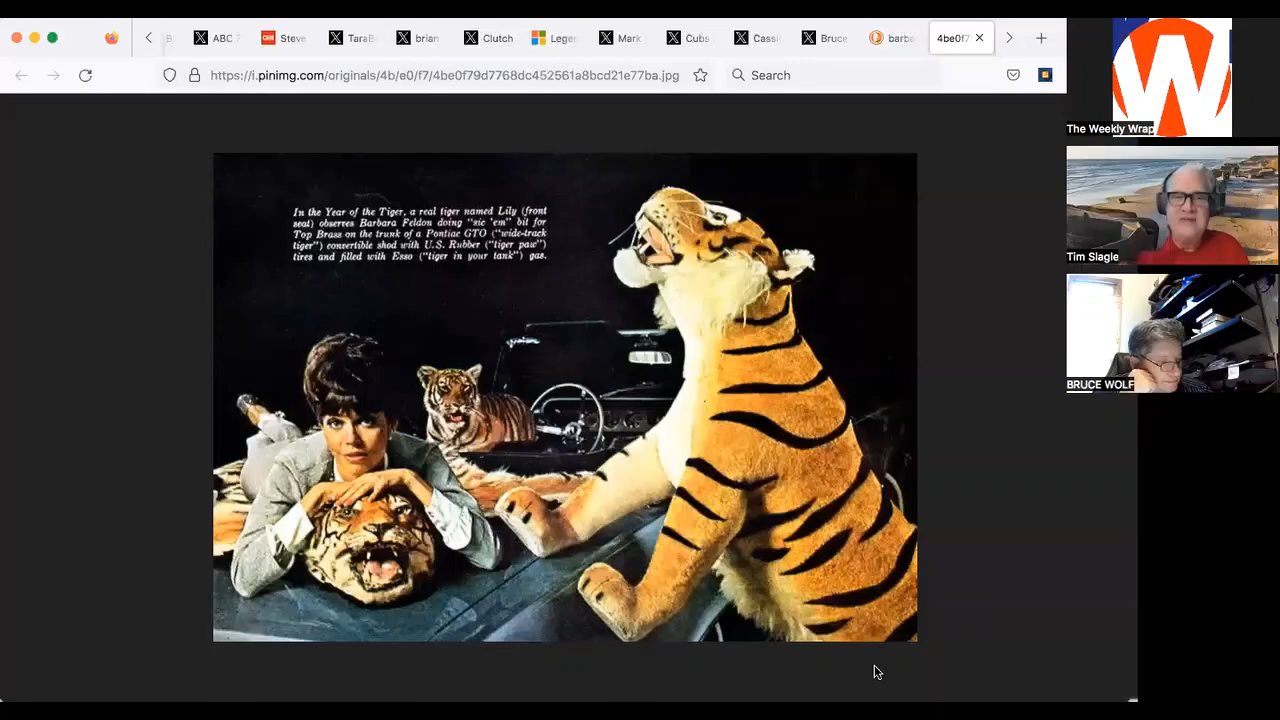 ABC 7
Steve
TaraB
brian
Clutch
Leger
Mark
Cubs
Cassi
Bruce
barba
4be0f7
https://i.pinimg.com/originals/4b/e0/f7/4be0f79d7768dc452561a8bcd21e77ba.jpg
Search
In the Year of the Tiger, a real tiger named Lily (front
seat) observes Barbara Feldon doing "sic 'em" bit for
Top Brass on the trunk of a Pontiac GTO ("wide-track
tiger") convertible shod with U.S. Rubber ("tiger paw")
tires and filled with Esso ("tiger in your tank") gas.
W
The Weekly Wrap
Tim Slagle
BRUCE WOLF